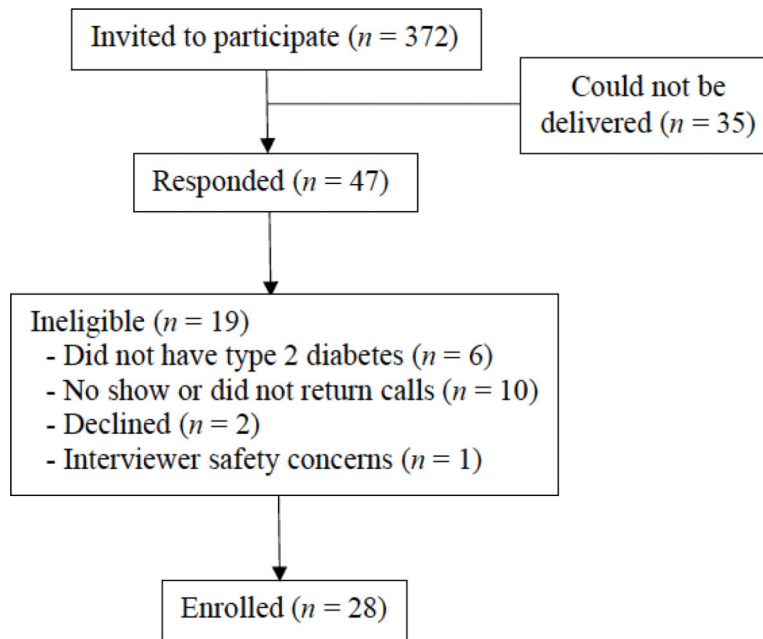 Invited to participate (n = 372)
Could not be
delivered (n = 35)
Responded (n = 47)
Ineligible (n = 19)
- Did not have type 2 diabetes (n = 6)
- No show or did not return calls (n = 10)
- Declined (n = 2)
- Interviewer safety concerns (n = 1)
Enrolled (n = 28)